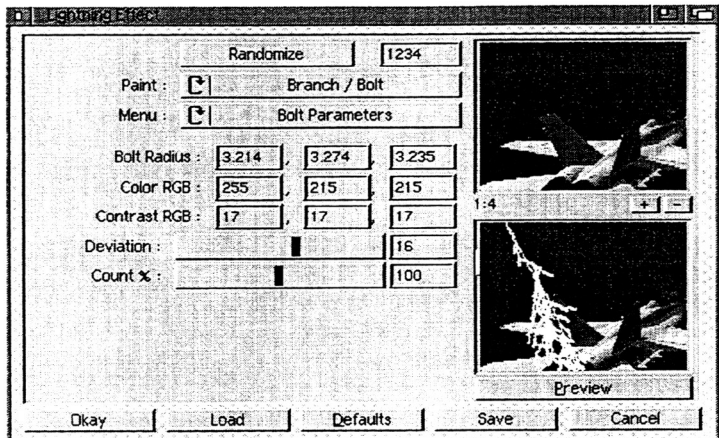 Lightning Effect
Randomize 1234
Paint : Branch / Bolt
Menu : Bolt Parameters
Bolt Radius : 3.214 , 3.274 , 3.235
Color RGB : 255 , 215 , 215
Contrast RGB : 17 , 17 , 17
Deviation : 16
Count % : 100
1:4 + -
Preview
Okay Load Defaults Save Cancel